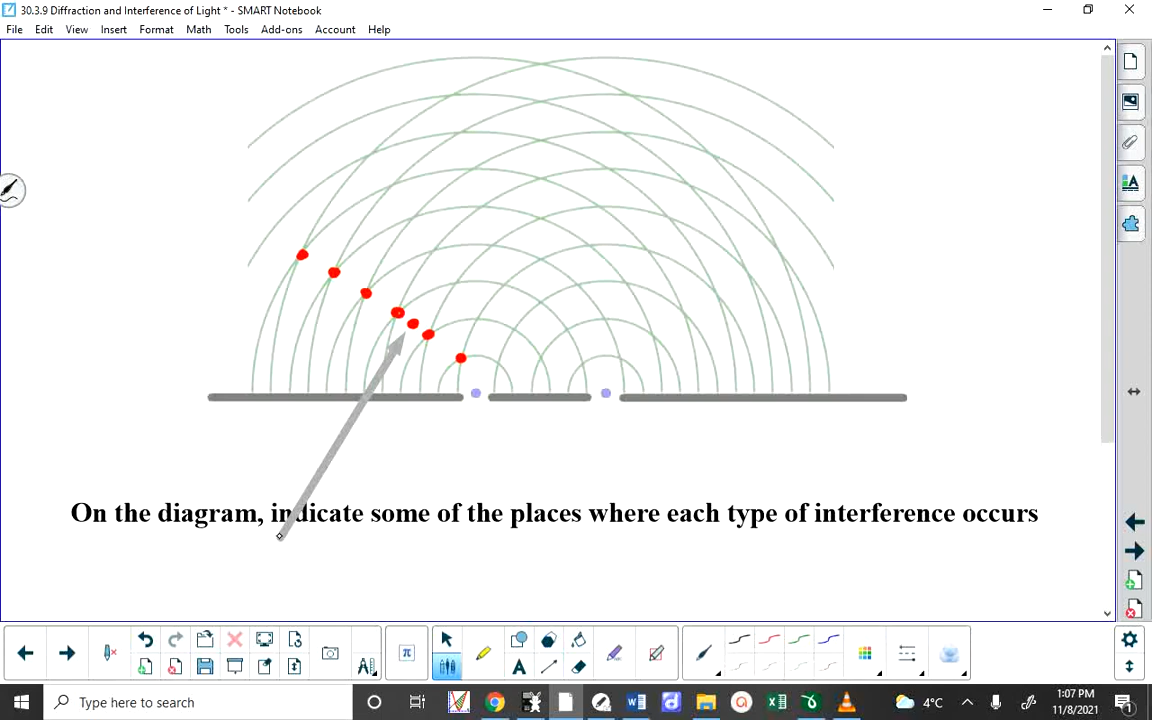 30.3.9 Diffraction and Interference of Light * - SMART Notebook
File Edit View Insert Format Math Tools Add-ons Account Help
On the diagram, indicate some of the places where each type of interference occurs
π
A
Type here to search
4°C
1:07 PM
11/8/2021
1